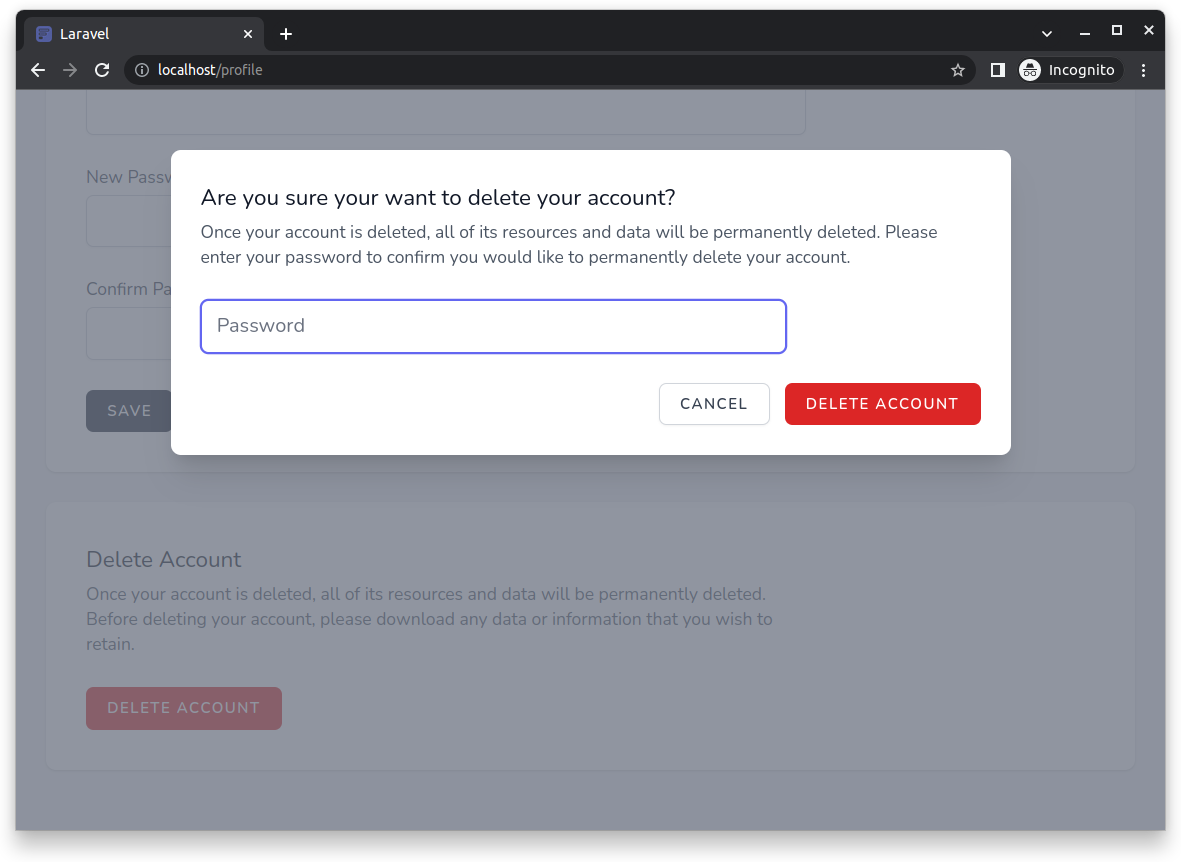 Laravel
localhost/profile
Incognito
New Passw
Confirm Pa
SAVE
Are you sure your want to delete your account?
Once your account is deleted, all of its resources and data will be permanently deleted. Please
enter your password to confirm you would like to permanently delete your account.
Password
CANCEL
DELETE ACCOUNT
Delete Account
Once your account is deleted, all of its resources and data will be permanently deleted.
Before deleting your account, please download any data or information that you wish to
retain.
DELETE ACCOUNT